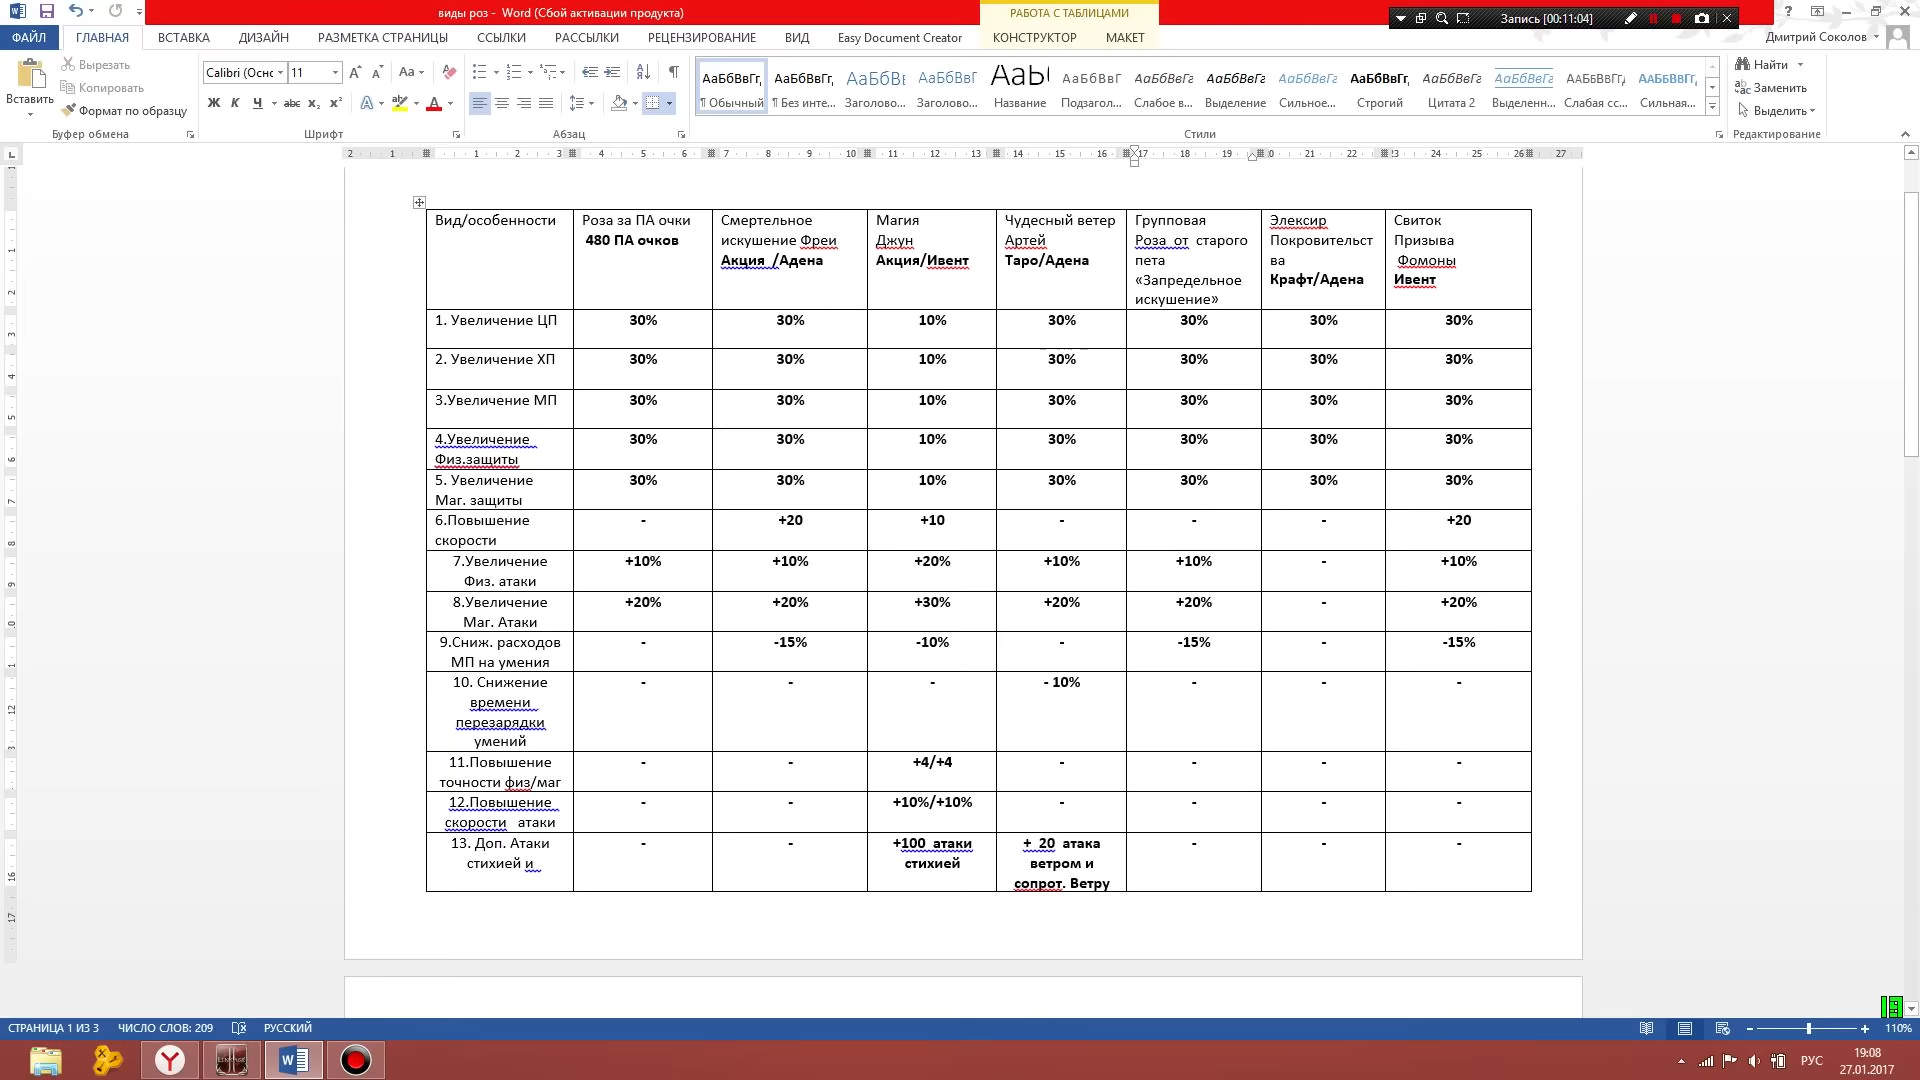 виды роз - Word (Сбой активации продукта)
РАБОТА С ТАБЛИЦАМИ
Запись [00:11:04]
ФАЙЛ ГЛАВНАЯ ВСТАВКА ДИЗАЙН РАЗМЕТКА СТРАНИЦЫ ССЫЛКИ РАССЫЛКИ РЕЦЕНЗИРОВАНИЕ ВИД Easy Document Creator КОНСТРУКТОР МАКЕТ Дмитрий Соколов
Вставить
Вырезать
Копировать
Формат по образцу
Буфер обмена
Calibri (Оснс 11
Ж К Ч abc x₂ x²
Шрифт
Абзац
АаБбВвГг, АаБбВвГг, АаБбВв АаБбВвГ АаБ АаБбВвГ АаБбВвГг АаБбВвГг АаБбВвГг АаБбВвГг, АаБбВвГг АаБбВвГг АаБбВвГг, АаБбВвГг,
¶ Обычный ¶ Без инте... Заголово... Заголово... Название Подзагол... Слабое в... Выделение Сильное... Строгий Цитата 2 Выделенн... Слабая сс... Сильная...
Стили
Найти
Заменить
Выделить
Редактирование
Вид/особенности
Роза за ПА очки
480 ПА очков
Смертельное
искушение Фреи
Акция /Адена
Магия
Джун
Акция/Ивент
Чудесный ветер
Артей
Таро/Адена
Групповая
Роза от старого
пета
«Запредельное
искушение»
Элексир
Покровительст
ва
Крафт/Адена
Свиток
Призыва
Фомоны
Ивент
1. Увеличение ЦП 30% 30% 10% 30% 30% 30% 30%
2. Увеличение ХП 30% 30% 10% 30% 30% 30% 30%
3.Увеличение МП 30% 30% 10% 30% 30% 30% 30%
4.Увеличение 30% 30% 10% 30% 30% 30% 30%
Физ.защиты
5. Увеличение 30% 30% 10% 30% 30% 30% 30%
Маг. защиты
6.Повышение - +20 +10 - - - +20
скорости
7.Увеличение +10% +10% +20% +10% +10% - +10%
Физ. атаки
8.Увеличение +20% +20% +30% +20% +20% - +20%
Маг. Атаки
9.Сниж. расходов - -15% -10% - -15% - -15%
МП на умения
10. Снижение - - - - 10% - - -
времени
перезарядки
умений
11.Повышение - - +4/+4 - - - -
точности физ/маг
12.Повышение - - +10%/+10% - - - -
скорости атаки
13. Доп. Атаки - - +100 атаки + 20 атака - - -
стихией и стихией ветром и
сопрот. Ветру
СТРАНИЦА 1 ИЗ 3 ЧИСЛО СЛОВ: 209 РУССКИЙ 110%
РУС
19:08
27.01.2017